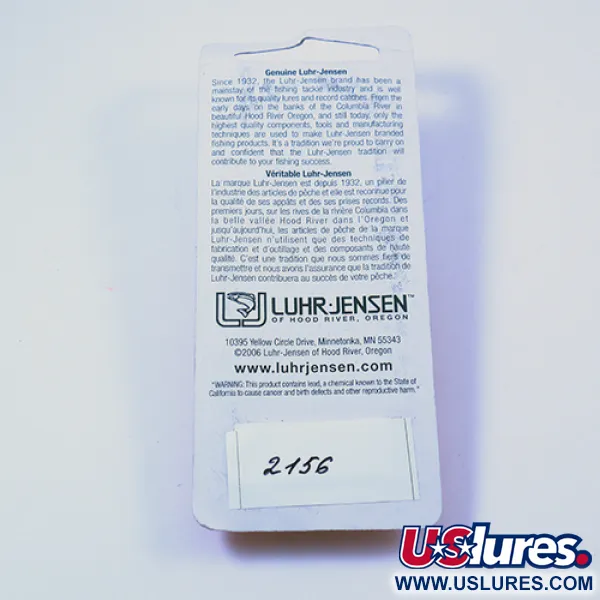 Genuine Luhr-Jensen
Since 1932, the Luhr-Jensen brand has been a
mainstay of the fishing tackle industry and is well
known for its quality lures and record catches. From the
early days on the banks of the Columbia River in
beautiful Hood River Oregon, and still today, only the
highest quality components, tools and manufacturing
techniques are used to make Luhr-Jensen branded
fishing products. It's a tradition we're proud to carry on
and confident that the Luhr-Jensen tradition will
contribute to your fishing success.
Véritable Luhr-Jensen
La marque Luhr-Jensen est depuis 1932, un pilier de
l'industrie des articles de pêche et elle est reconnue pour
la qualité de ses appâts et des ses prises records. Des
premiers jours, sur les rives de la rivière Columbia dans
la belle vallée Hood River dans l'Oregon et
jusqu'aujourd'hui, les articles de pêche de la marque
Luhr-Jensen n'utilisent que des techniques de
fabrication et d'outillage et des composants de haute
qualité. C'est une tradition que nous sommes fiers de
transmettre et nous avons l'assurance que la tradition de
Luhr-Jensen contribuera au succès de votre pêche.
LUHR-JENSEN™
OF HOOD RIVER, OREGON
10395 Yellow Circle Drive, Minnetonka, MN 55343
©2006 Luhr-Jensen of Hood River, Oregon
www.luhrjensen.com
"WARNING: This product contains lead, a chemical known to the State of
California to cause cancer and birth defects and other reproductive harm."
2156
USlures.
WWW.USLURES.COM